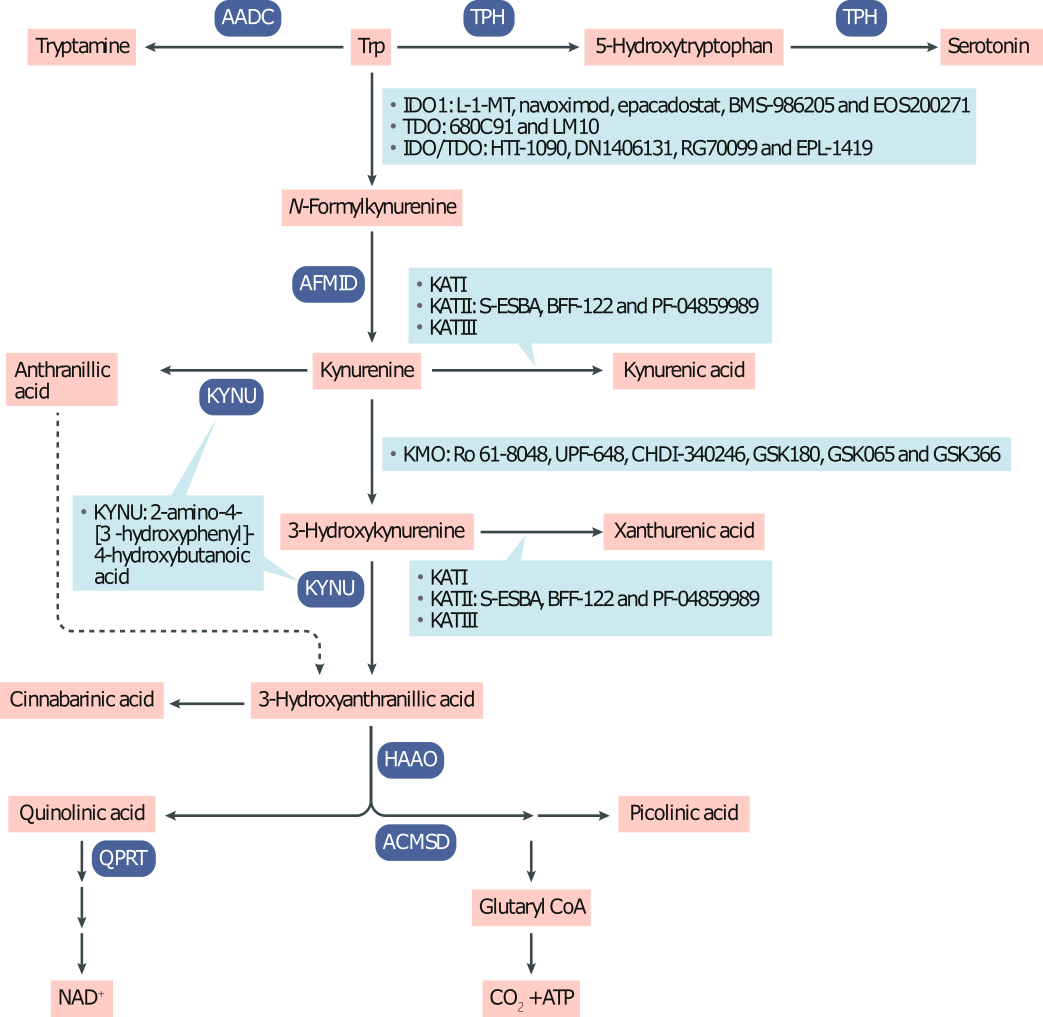 AADC
TPH
TPH
Tryptamine
Trp
5-Hydroxytryptophan
Serotonin
• IDO1: L-1-MT, navoximod, epacadostat, BMS-986205 and EOS200271
• TDO: 680C91 and LM10
• IDO/TDO: HTI-1090, DN1406131, RG70099 and EPL-1419
N-Formylkynurenine
AFMID
• KATI
• KATII: S-ESBA, BFF-122 and PF-04859989
• KATIII
Anthranillic
acid
Kynurenine
Kynurenic acid
KYNU
• KMO: Ro 61-8048, UPF-648, CHDI-340246, GSK180, GSK065 and GSK366
• KYNU: 2-amino-4-
[3 -hydroxyphenyl]-
4-hydroxybutanoic
acid
3-Hydroxykynurenine
Xanthurenic acid
KYNU
• KATI
• KATII: S-ESBA, BFF-122 and PF-04859989
• KATIII
Cinnabarinic acid
3-Hydroxyanthranillic acid
HAAO
Quinolinic acid
Picolinic acid
ACMSD
QPRT
Glutaryl CoA
NAD⁺
CO₂ +ATP